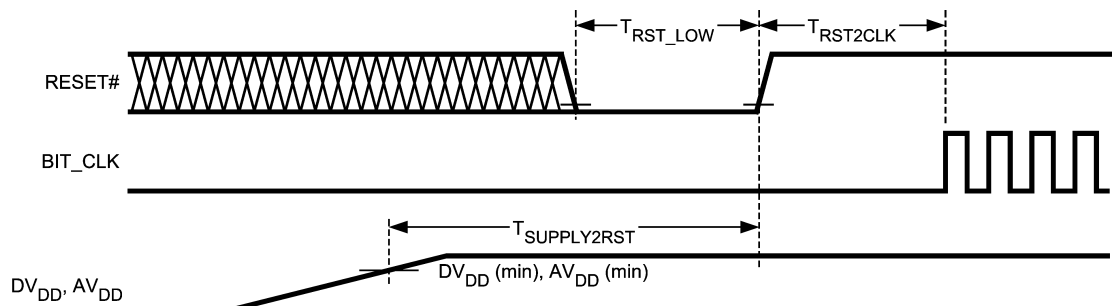 T_RST_LOW
T_RST2CLK
RESET#
BIT_CLK
T_SUPPLY2RST
DV_DD (min), AV_DD (min)
DV_DD, AV_DD